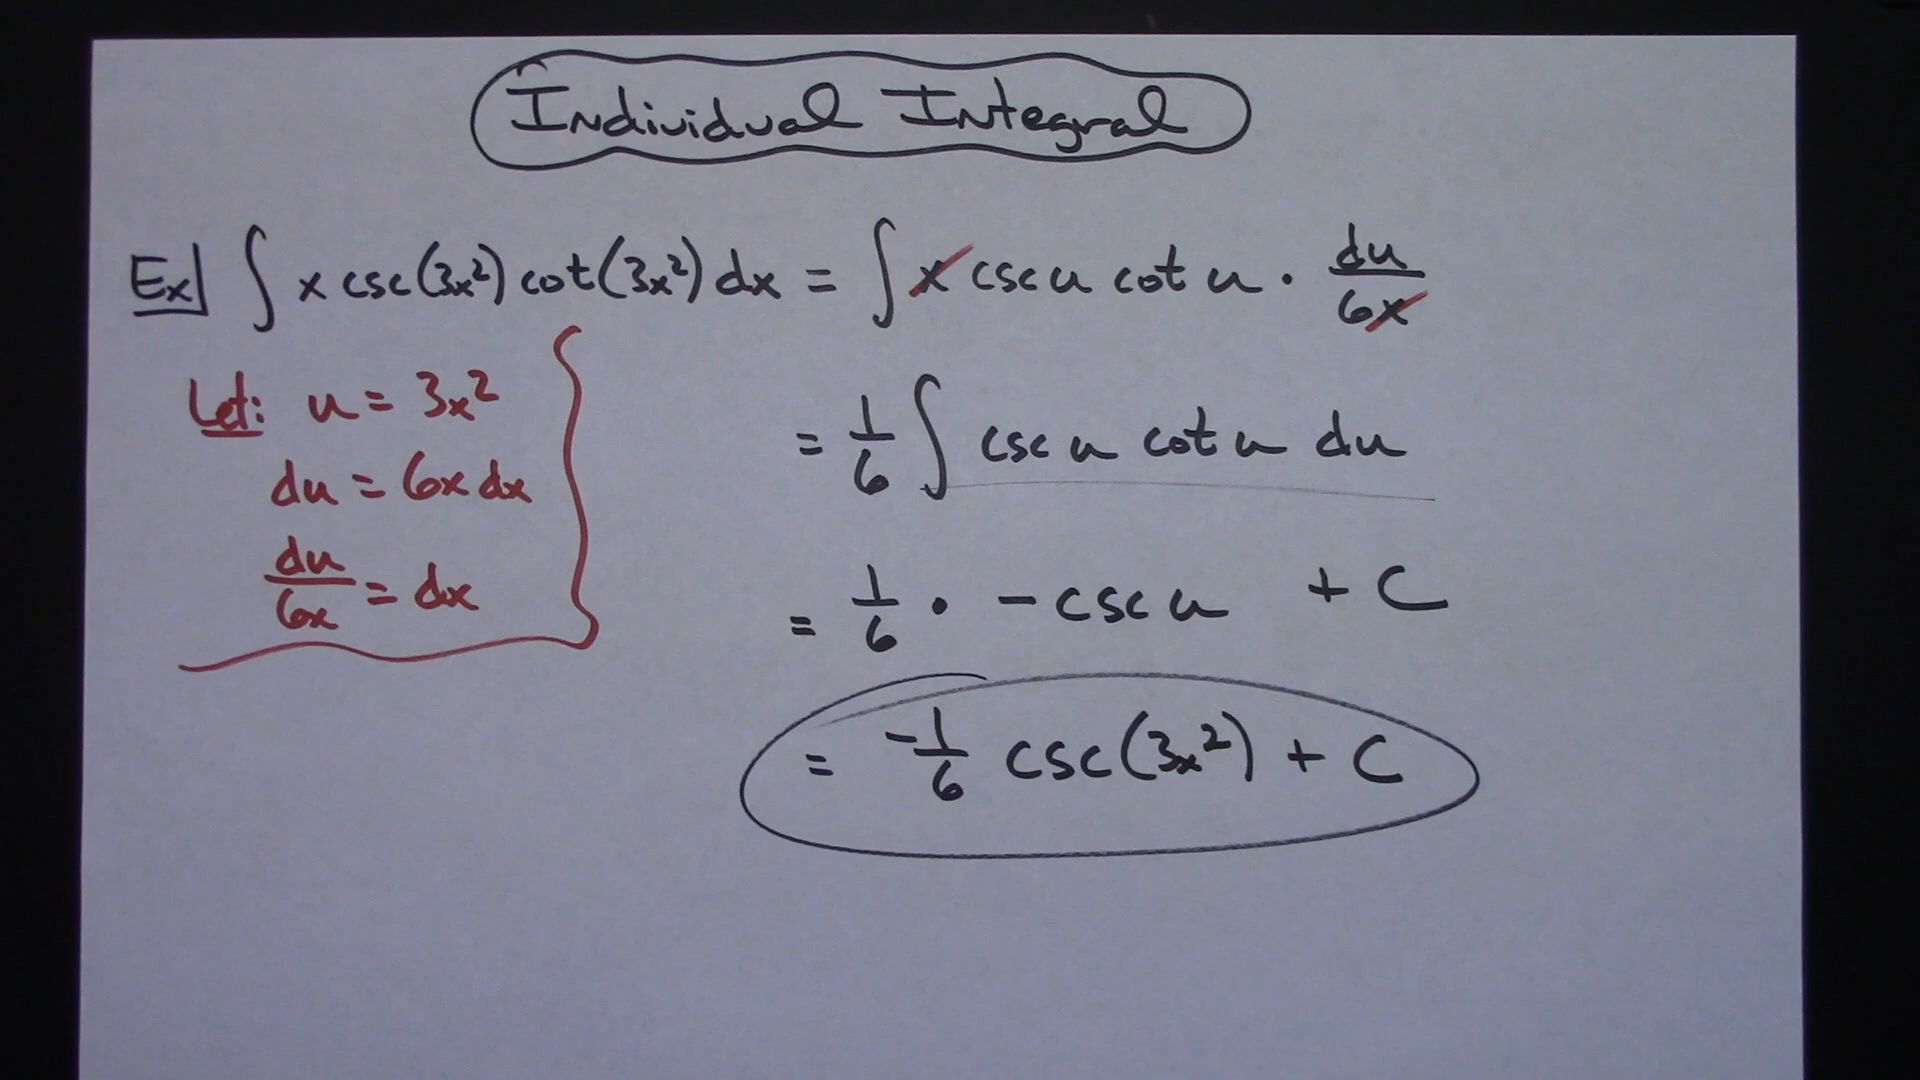 Individual Integral
Ex| ∫ x csc(3x²) cot(3x²) dx = ∫ x csc u cot u · du/6x
Let: u = 3x²
du = 6x dx
du/6x = dx
= 1/6 ∫ csc u cot u du
= 1/6 · - csc u + C
= -1/6 csc(3x²) + C